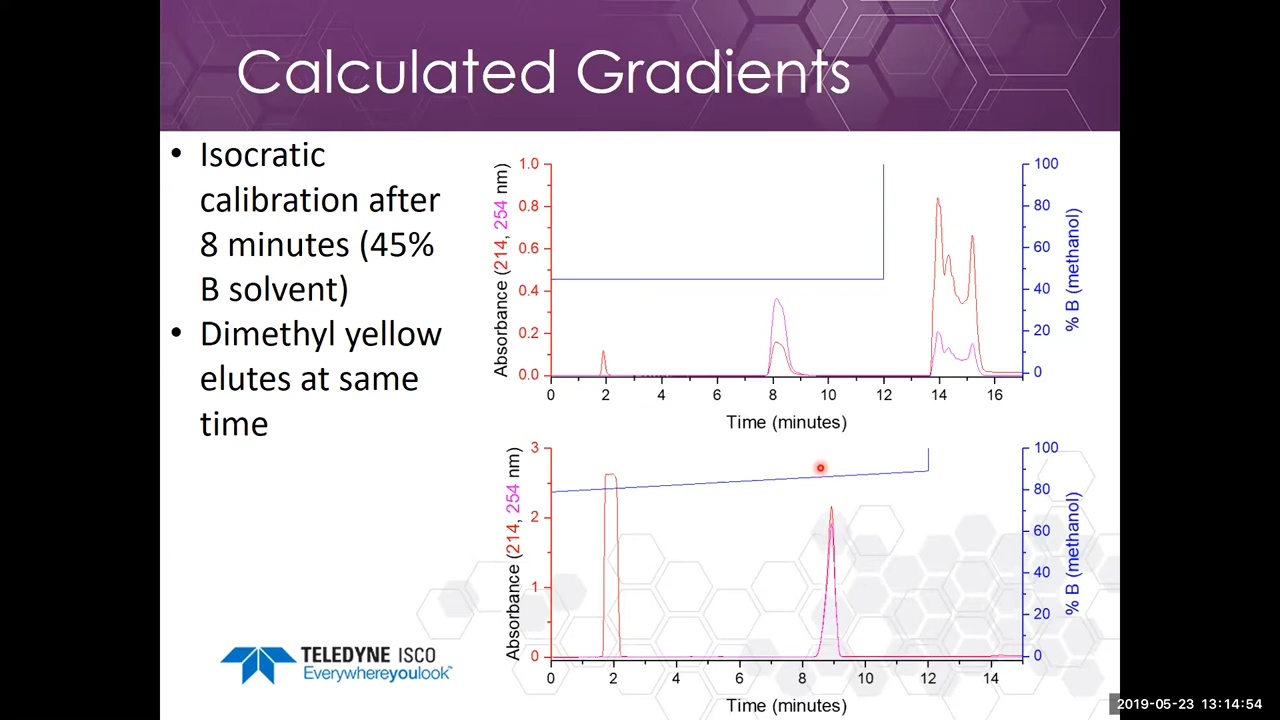 Calculated Gradients
• Isocratic
calibration after
8 minutes (45%
B solvent)
• Dimethyl yellow
elutes at same
time
Absorbance (214, 254 nm)
1.0
0.8
0.6
0.4
0.2
0.0
0 2 4 6 8 10 12 14 16
Time (minutes)
100
80
60
40
20
0
% B (methanol)
Absorbance (214, 254 nm)
3
2
1
0
0 2 4 6 8 10 12 14
Time (minutes)
100
80
60
40
20
0
% B (methanol)
TELEDYNE ISCO
Everywhereyoulook™
2019-05-23 13:14:54